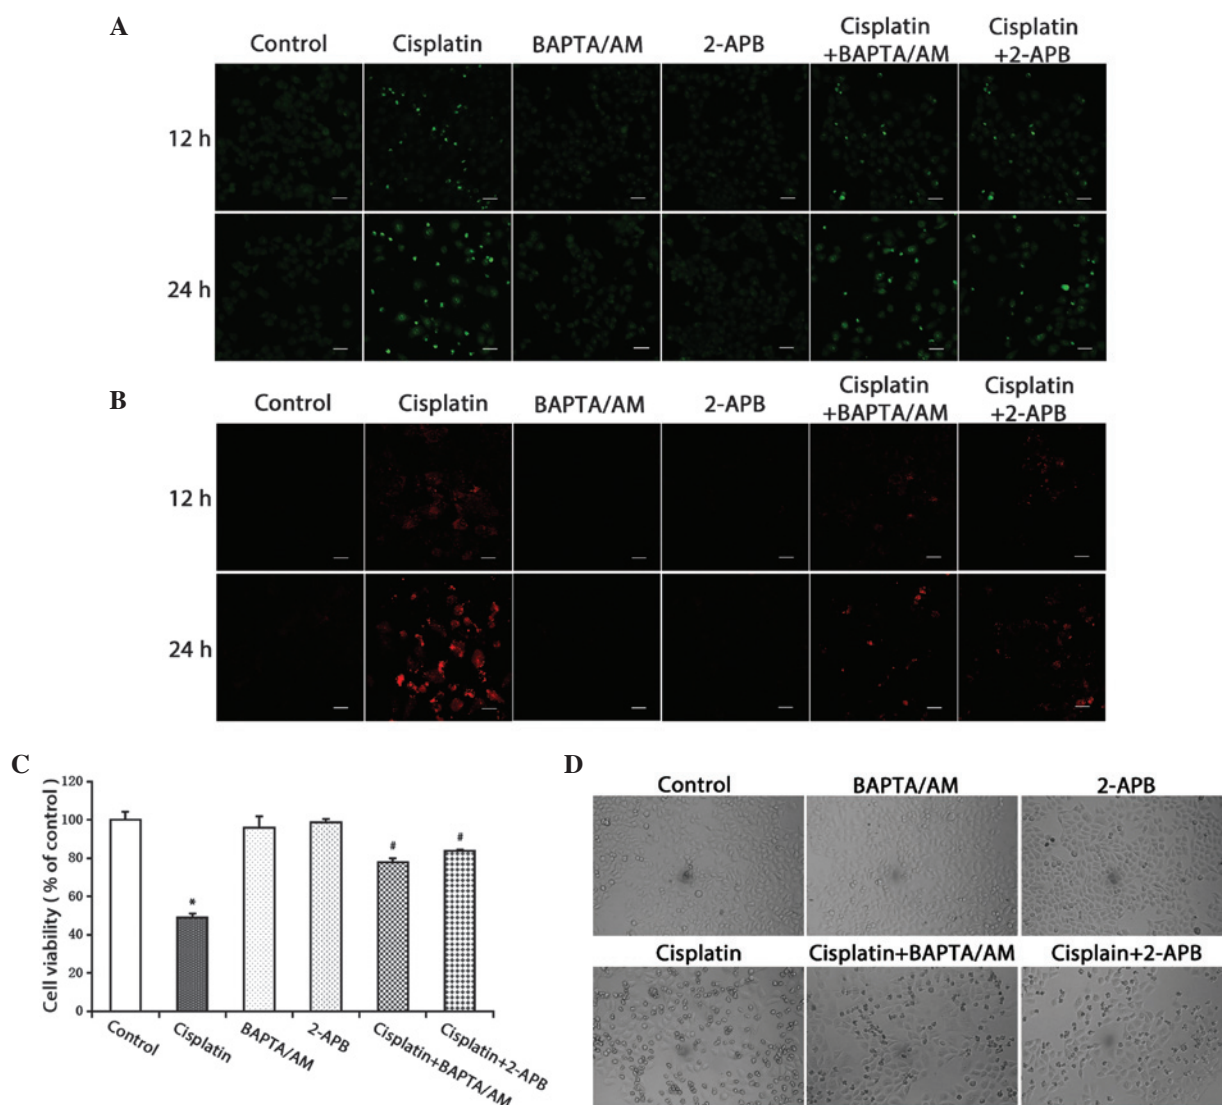 A
Control
Cisplatin
BAPTA/AM
2-APB
Cisplatin
+BAPTA/AM
Cisplatin
+2-APB
12 h
24 h
B
Control
Cisplatin
BAPTA/AM
2-APB
Cisplatin
+BAPTA/AM
Cisplatin
+2-APB
12 h
24 h
C
Cell viability ( % of control )
120
100
80
60
40
20
0
*
#
#
Control
Cisplatin
BAPTA/AM
2-APB
Cisplatin+BAPTA/AM
Cisplatin+2-APB
D
Control
BAPTA/AM
2-APB
Cisplatin
Cisplatin+BAPTA/AM
Cisplain+2-APB